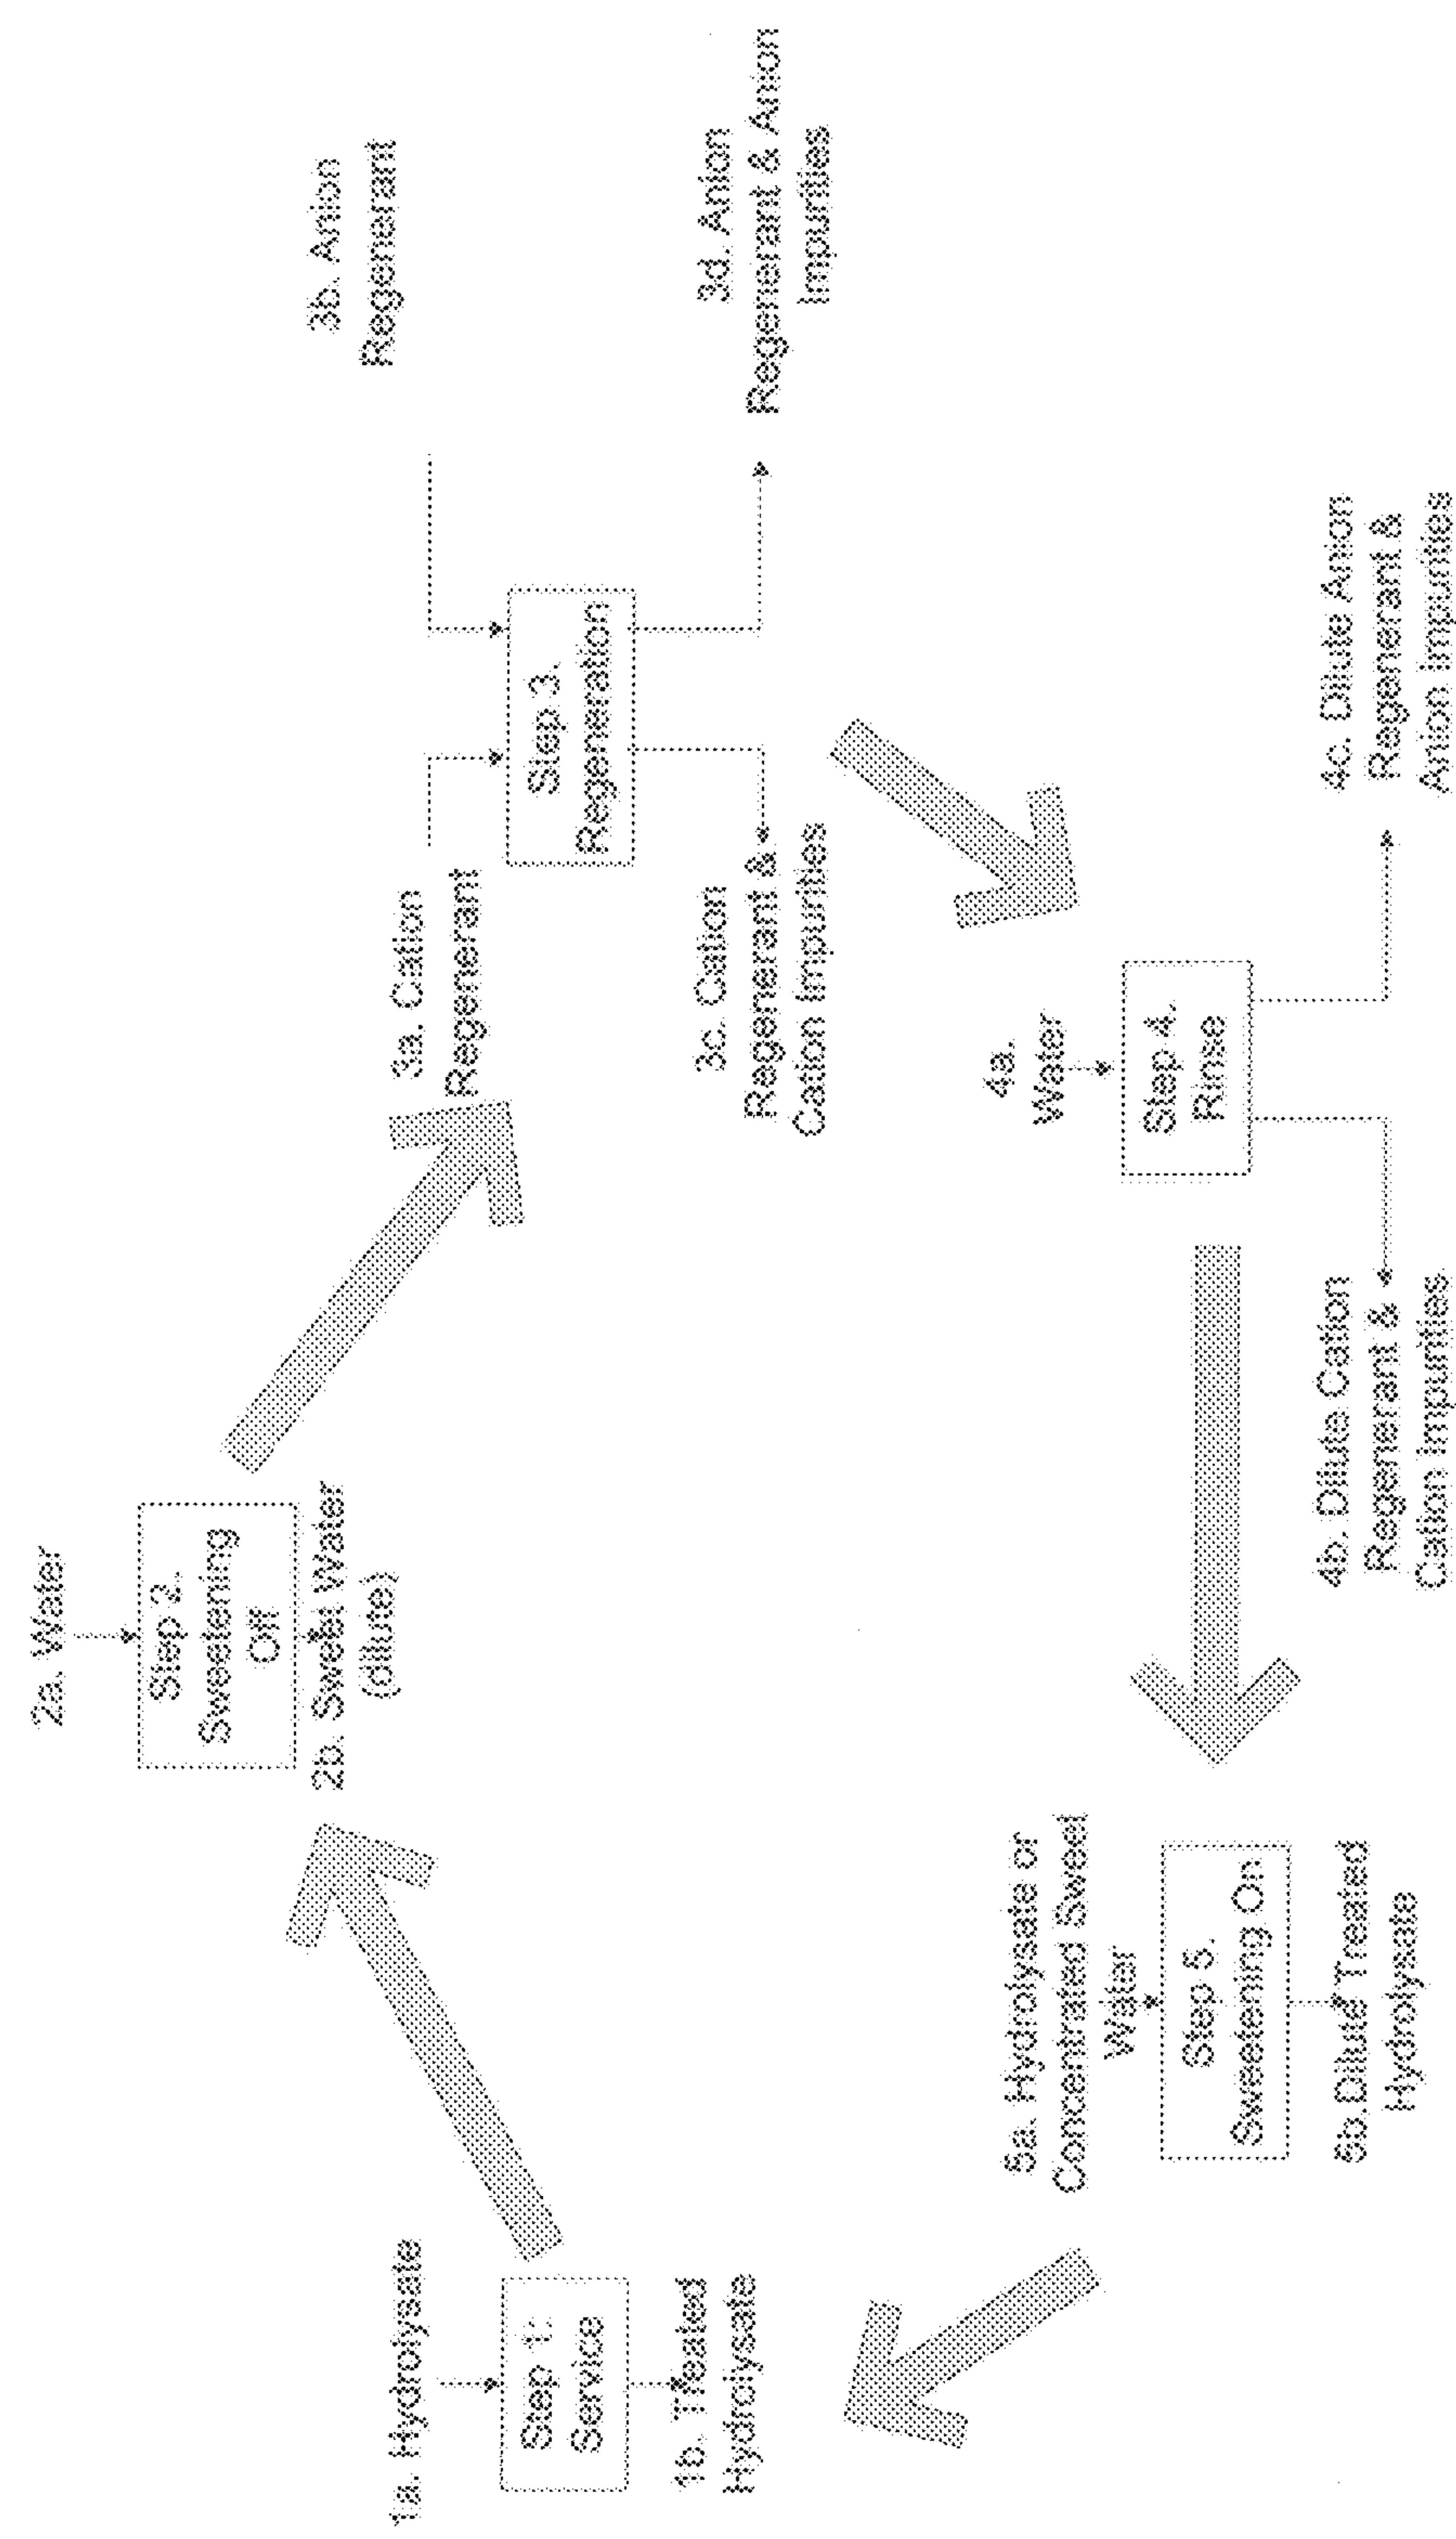 1a. Hydrolysate
Step 1:
Service
1b. Treated
Hydrolysate
2a. Water
Step 2.
Sweetening
Off
2b. Sweet Water
(dilute)
3a. Cation
Regenerant
3b. Anion
Regenerant
Step 3.
Regeneration
3c. Cation
Regenerant &
Cation Impurities
3d. Anion
Regenerant & Anion
Impurities
4a.
Water
Step 4.
Rinse
4b. Dilute Cation
Regenerant &
Cation Impurities
4c. Dilute Anion
Regenerant &
Anion Impurities
5a. Hydrolysate or
Concentrated Sweet
Water
Step 5.
Sweetening On
5b. Dilute Treated
Hydrolysate